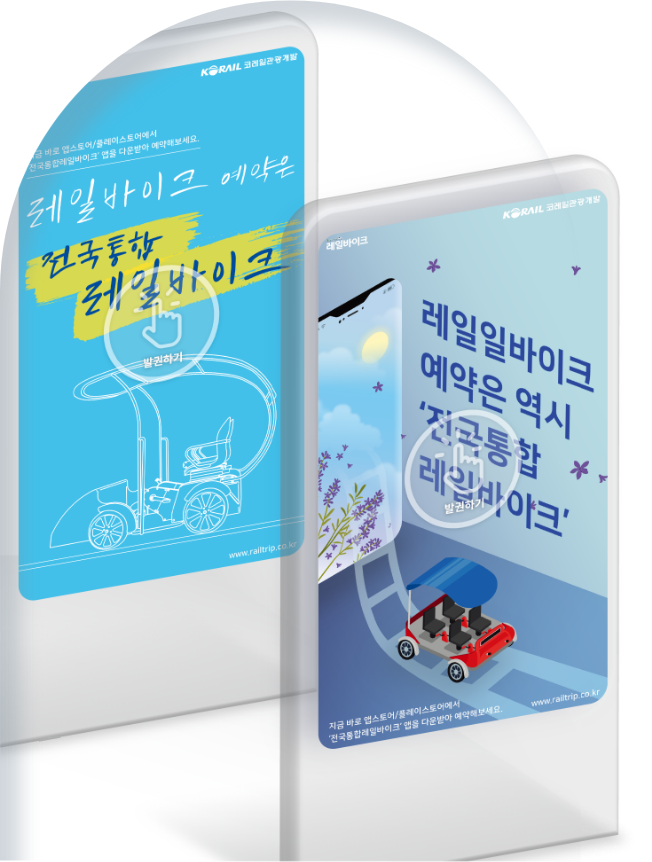 KORAIL 코레일관광개발
지금 바로 앱스토어/플레이스토어에서
'전국통합레일바이크' 앱을 다운받아 예약해보세요.
레일바이크 예약은
전국통합
레일바이크
발권하기
www.railtrip.co.kr
KORAIL 코레일관광개발
레일바이크
레일일바이크
예약은 역시
'전국통합
레일바이크'
발권하기
지금 바로 앱스토어/플레이스토어에서
'전국통합레일바이크' 앱을 다운받아 예약해보세요.
www.railtrip.co.kr